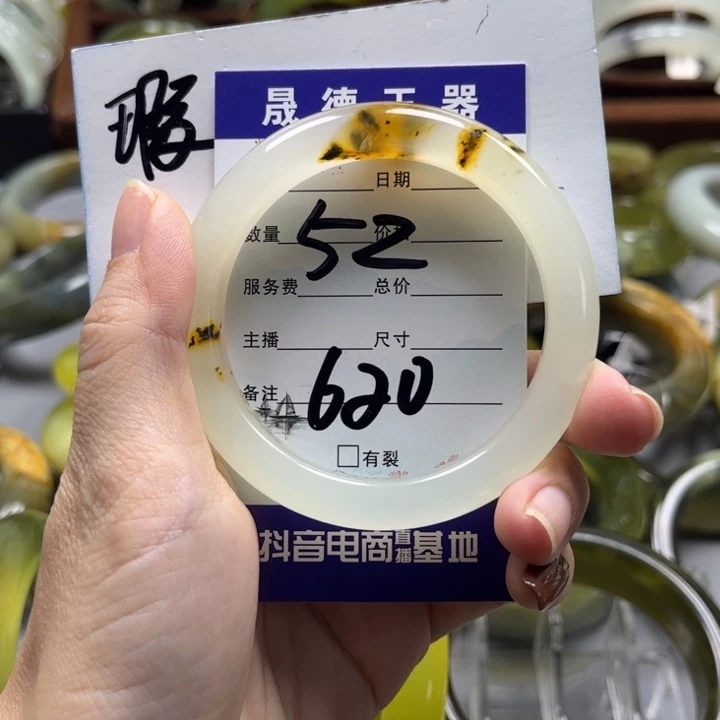 瑕
晟德玉器
日期
数量 52 价
服务费 总价
主播 尺寸
备注 620
□有裂
抖音电商直播基地